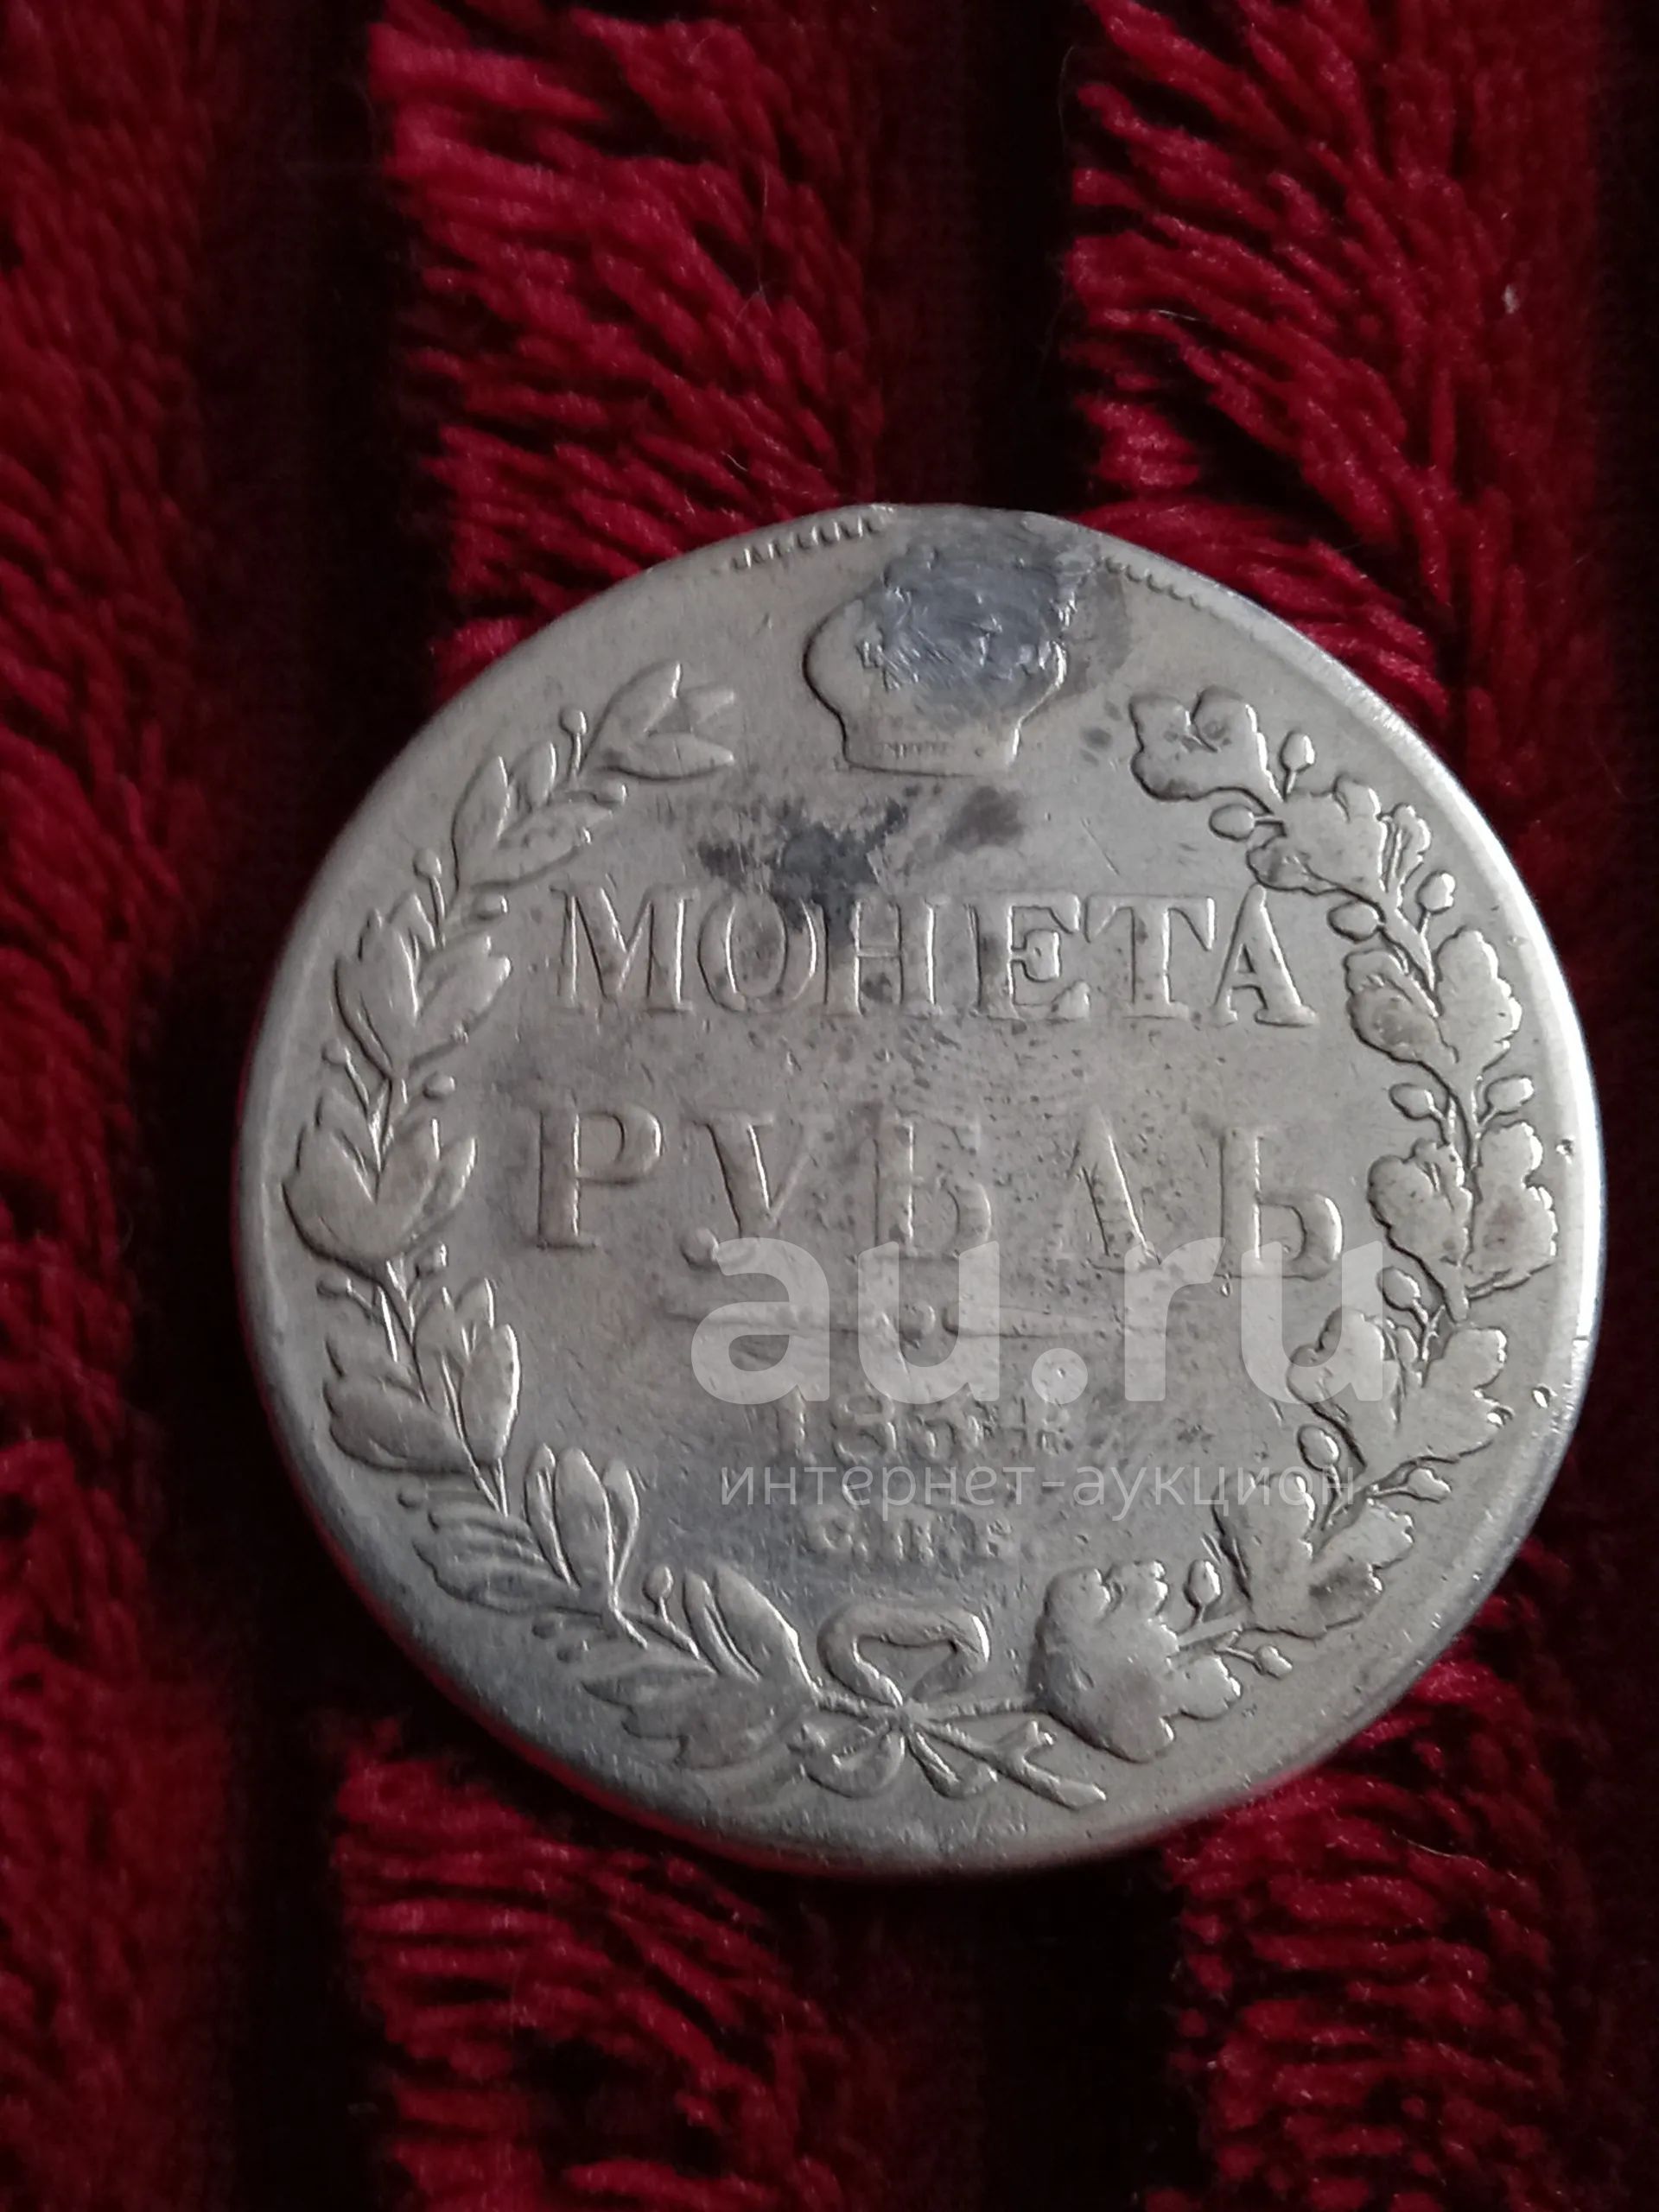 МОНЕТА
РУБЛЬ
au.ru
интернет-аукцион
С.П.Б.